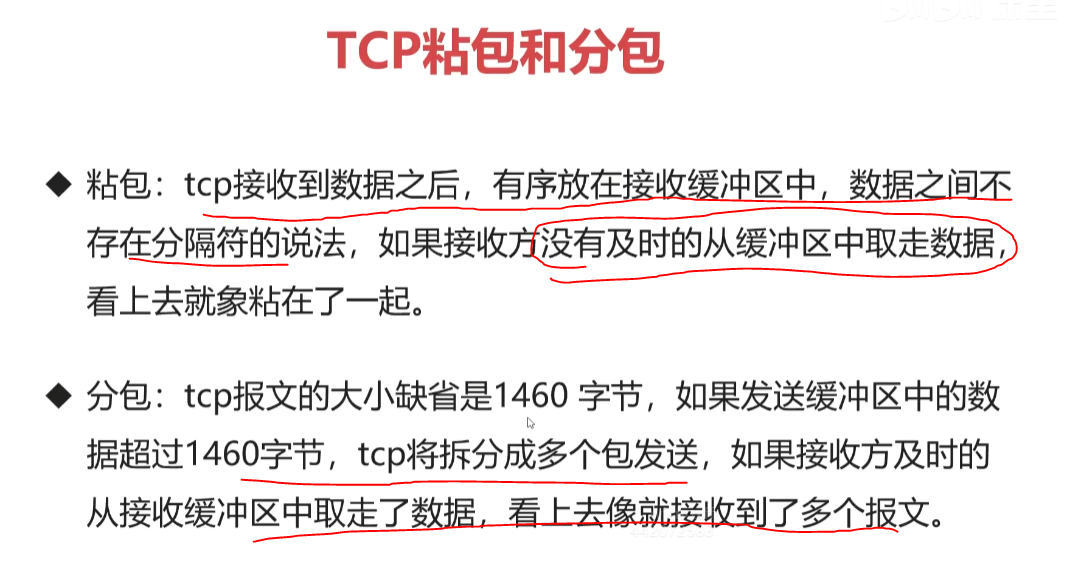 TCP粘包和分包
◆ 粘包：tcp接收到数据之后，有序放在接收缓冲区中，数据之间不
存在分隔符的说法，如果接收方没有及时的从缓冲区中取走数据，
看上去就象粘在了一起。
◆ 分包：tcp报文的大小缺省是1460 字节，如果发送缓冲区中的数
据超过1460字节，tcp将拆分成多个包发送，如果接收方及时的
从接收缓冲区中取走了数据，看上去像就接收到了多个报文。